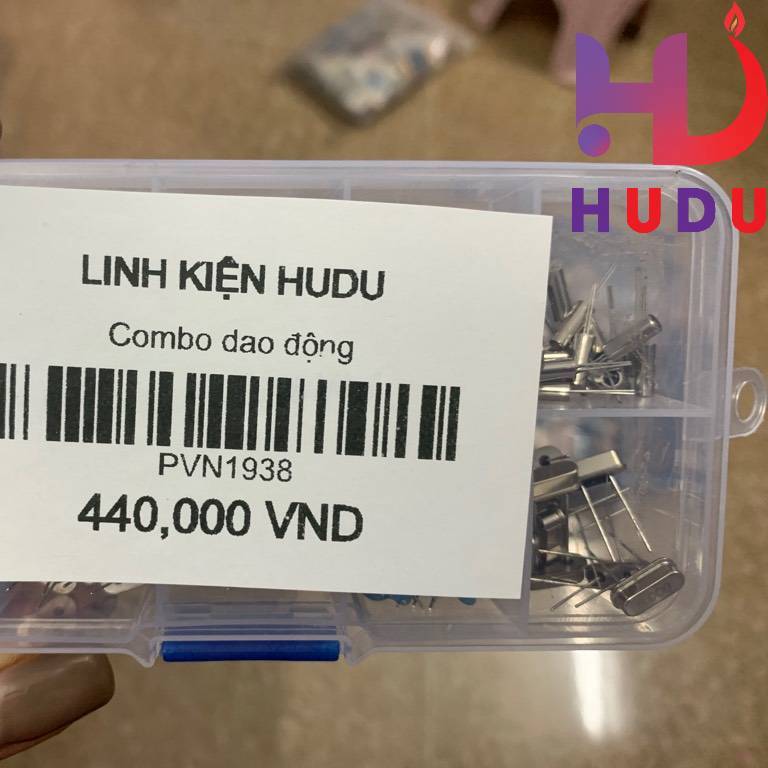 HUDU
LINH KIỆN HUDU
Combo dao động
PVN1938
440,000 VND